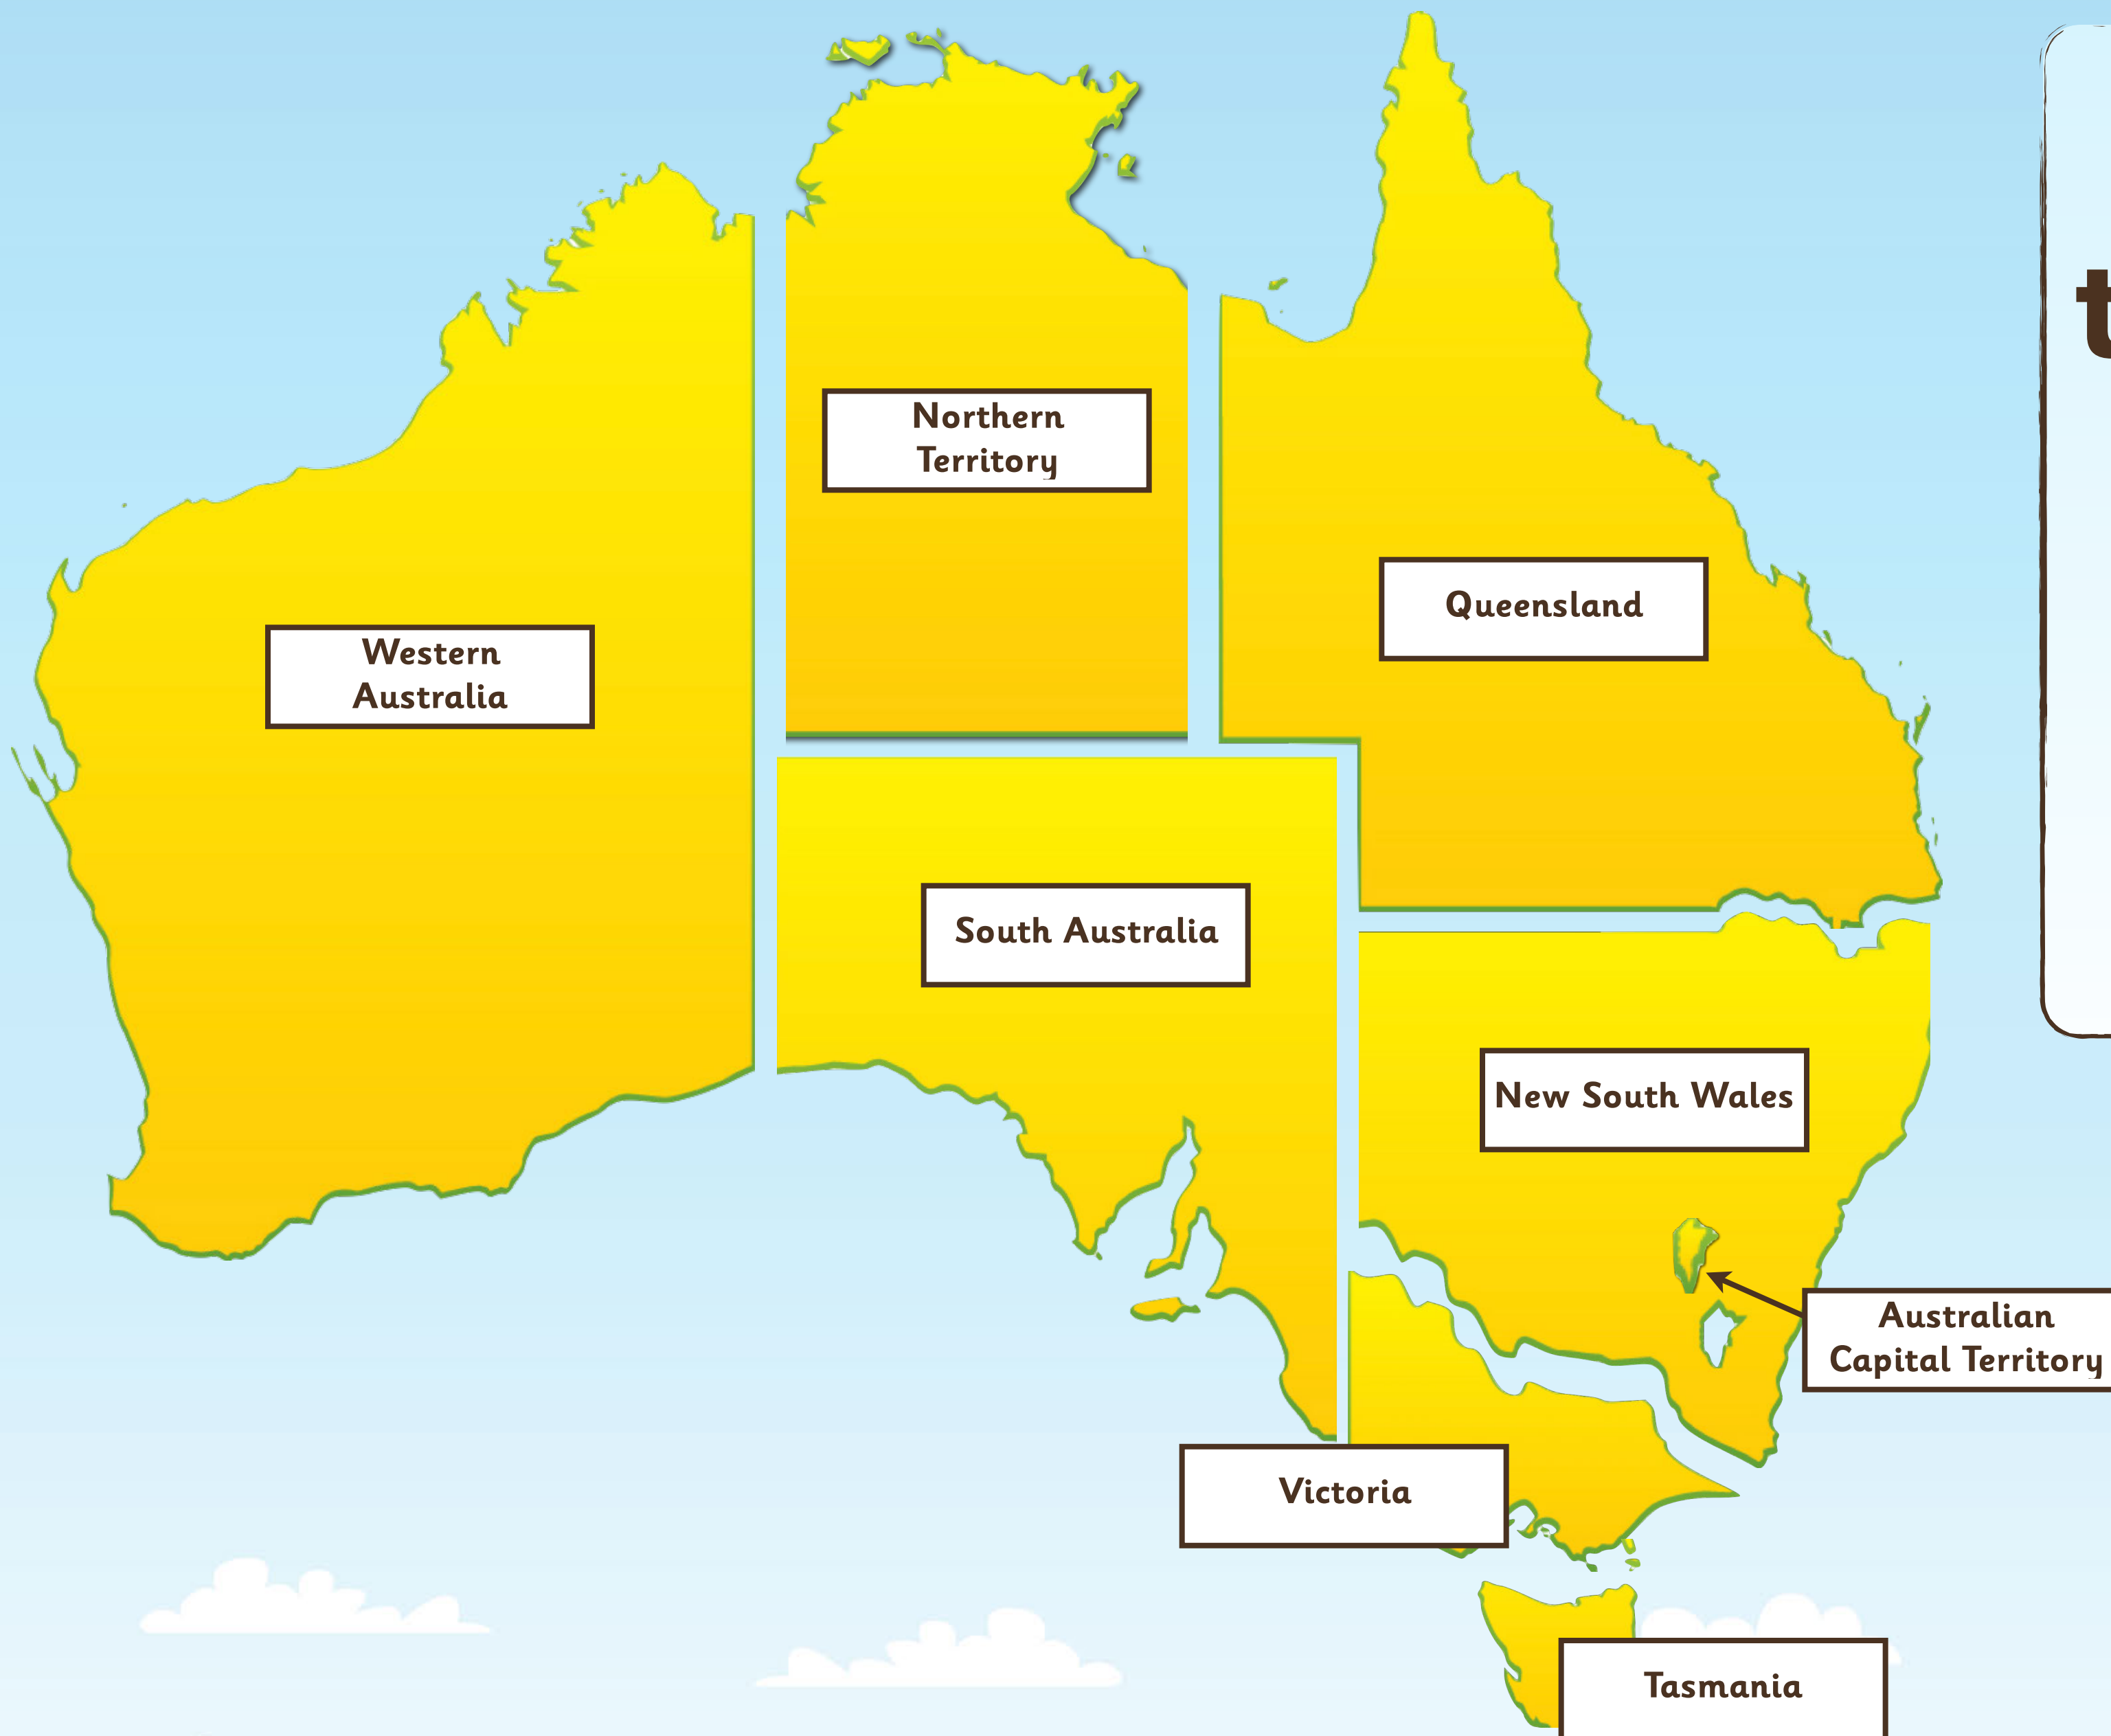 Northern
Territory
Queensland
Western
Australia
South Australia
New South Wales
Australian
Capital Territory
Victoria
Tasmania